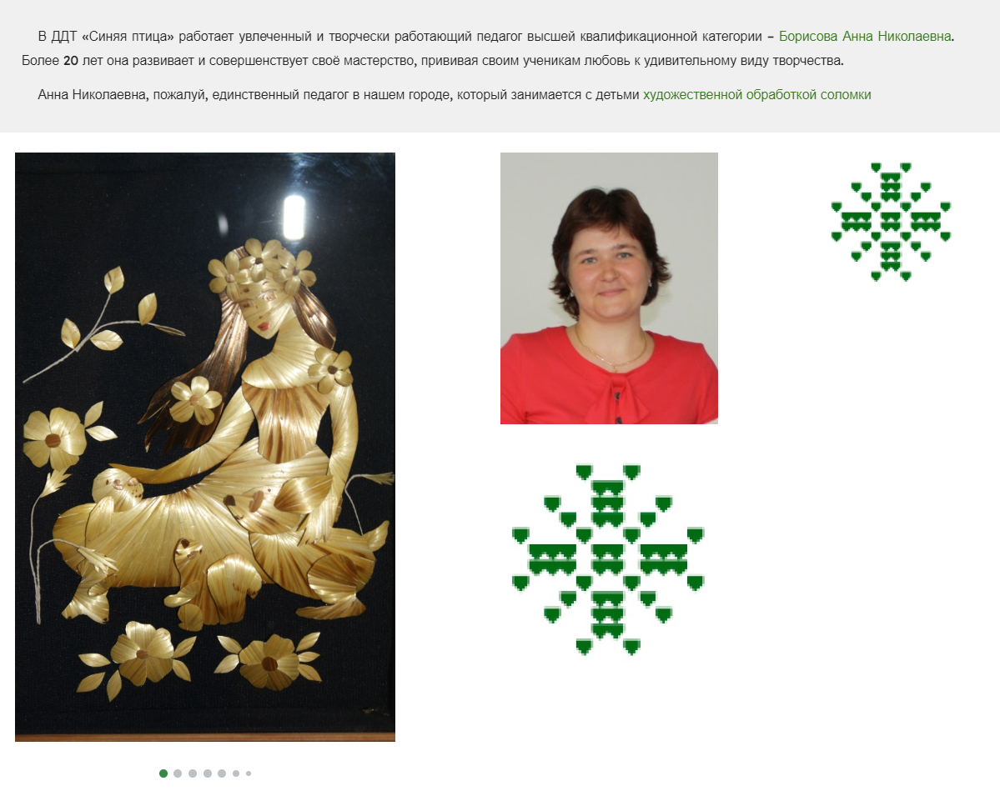 В ДДТ «Синяя птица» работает увлеченный и творчески работающий педагог высшей квалификационной категории – Борисова Анна Николаевна.
Более 20 лет она развивает и совершенствует своё мастерство, прививая своим ученикам любовь к удивительному виду творчества.
Анна Николаевна, пожалуй, единственный педагог в нашем городе, который занимается с детьми художественной обработкой соломки